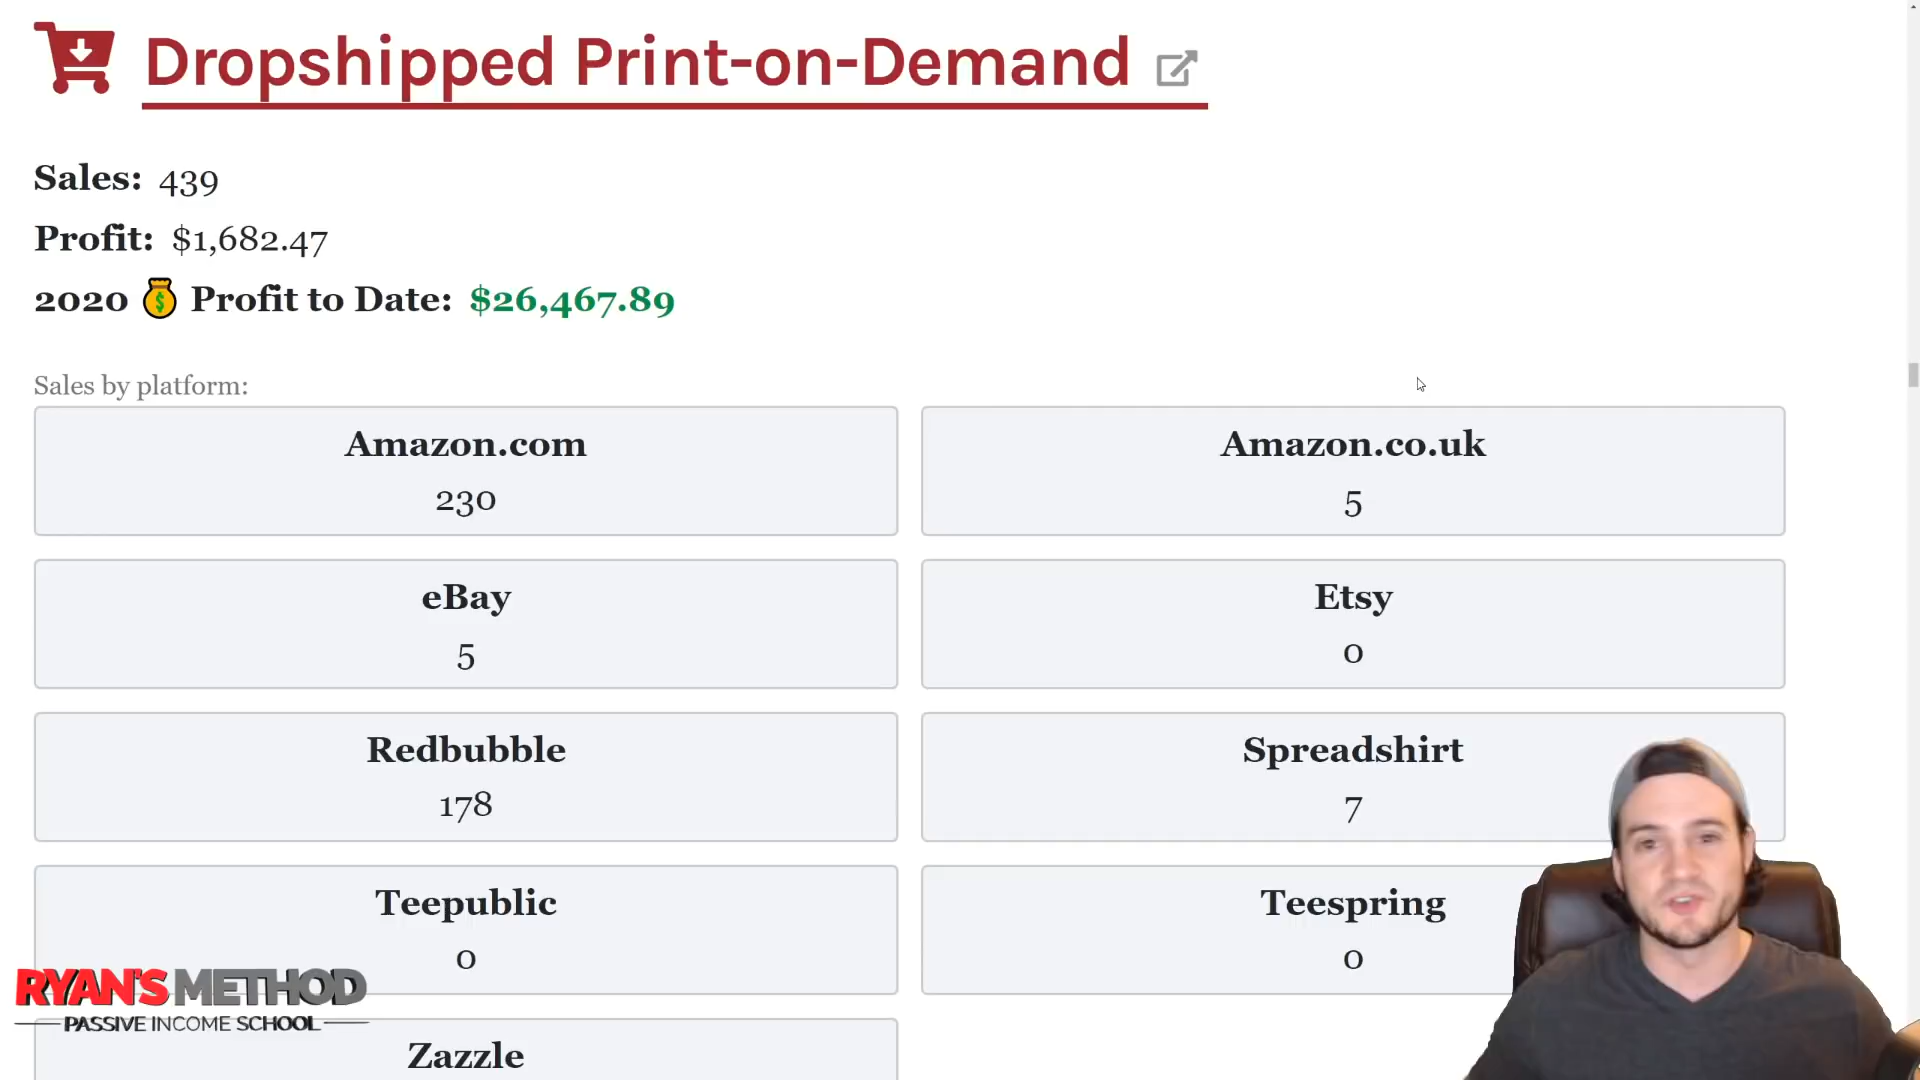 Dropshipped Print-on-Demand
Sales: 439
Profit: $1,682.47
2020 Profit to Date: $26,467.89
Sales by platform:
Amazon.com
230
Amazon.co.uk
5
eBay
5
Etsy
0
Redbubble
178
Spreadshirt
7
Teepublic
0
Teespring
0
Zazzle
RYAN'S METHOD
PASSIVE INCOME SCHOOL